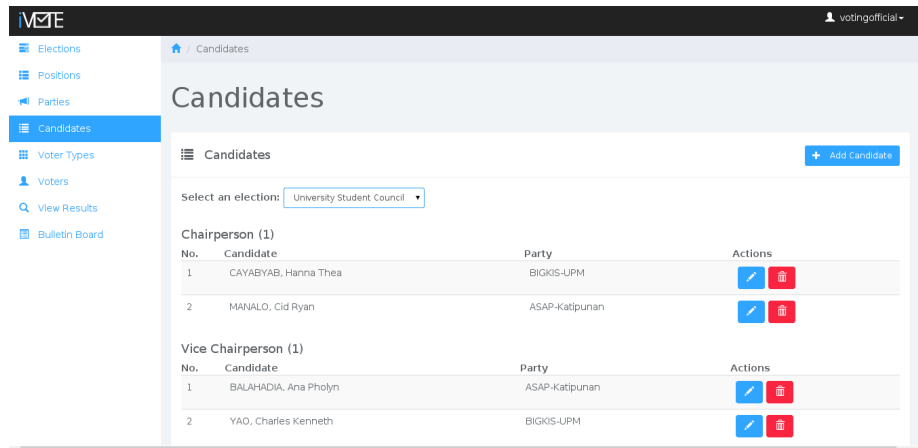 iVOTE
votingofficial
Elections
Positions
Parties
Candidates
Voter Types
Voters
View Results
Bulletin Board
/ Candidates
Candidates
Candidates
Add Candidate
Select an election: University Student Council
Chairperson (1)
No. Candidate Party Actions
1 CAYABYAB, Hanna Thea BIGKIS-UPM
2 MANALO, Cid Ryan ASAP-Katipunan
Vice Chairperson (1)
No. Candidate Party Actions
1 BALAHADIA, Ana Pholyn ASAP-Katipunan
2 YAO, Charles Kenneth BIGKIS-UPM